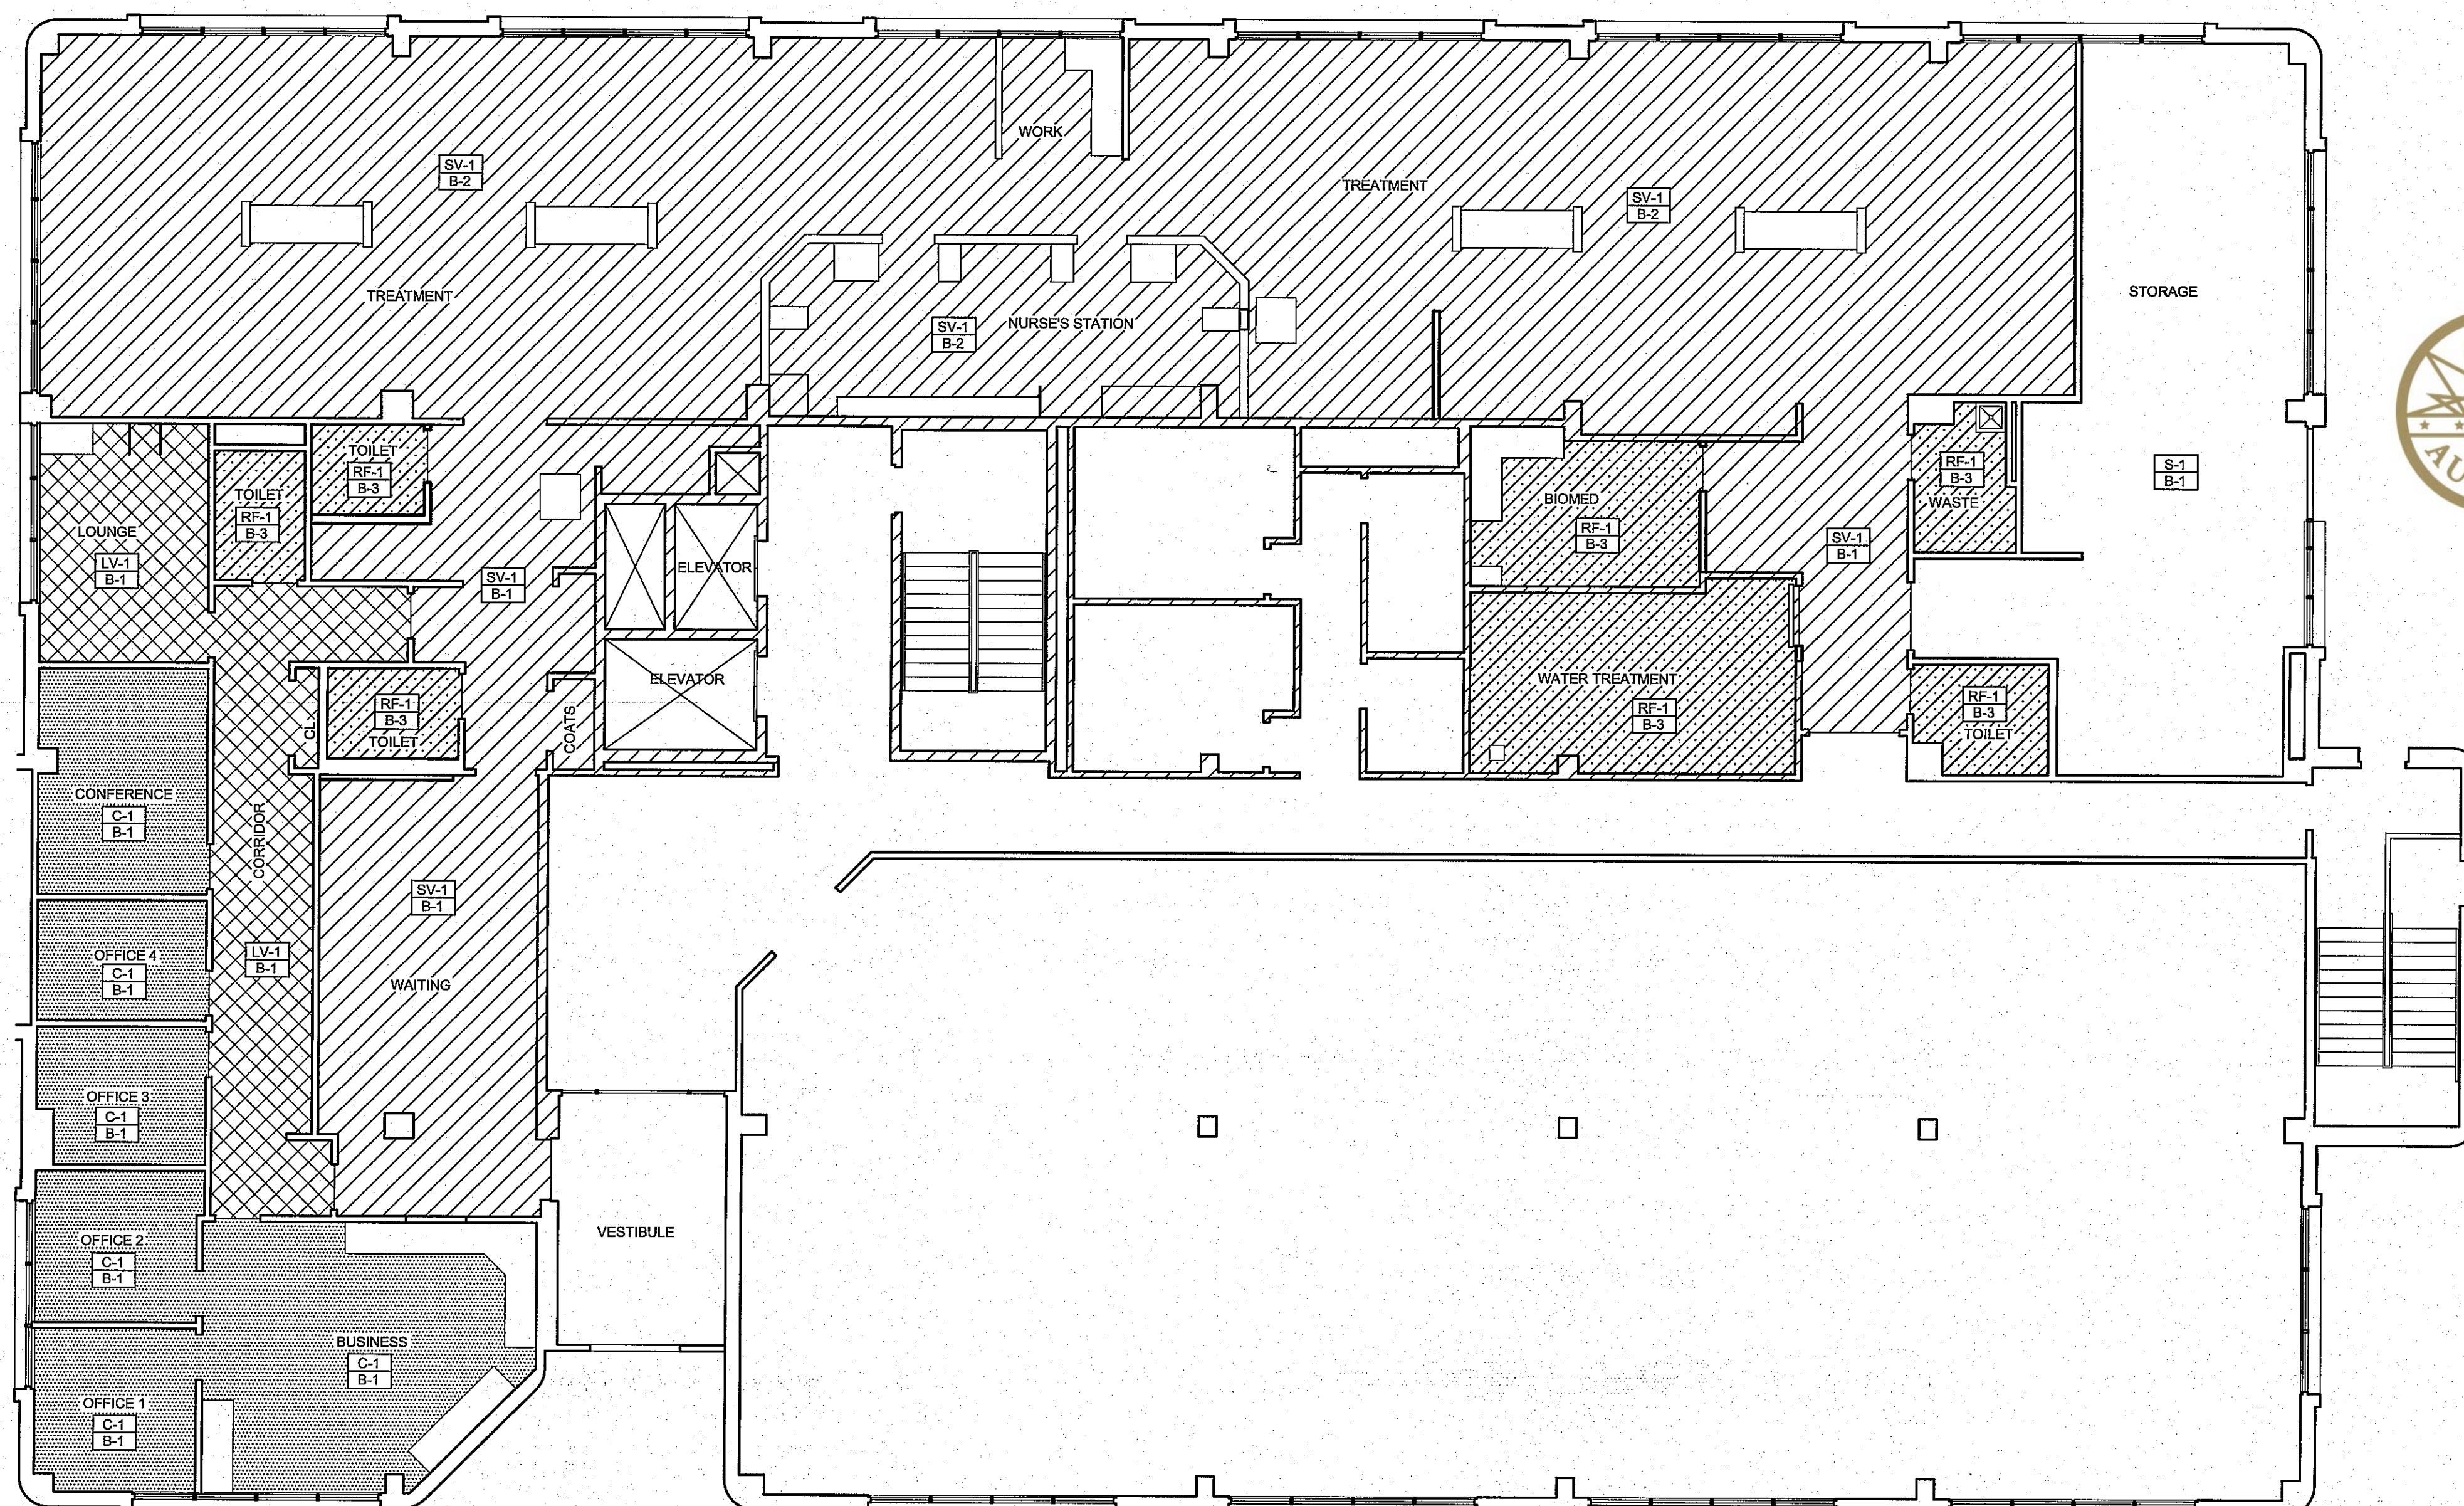 WORK
SV-1
B-2
TREATMENT
SV-1
B-2
TREATMENT
SV-1
B-2
NURSE'S STATION
STORAGE
S-1
B-1
TOILET
RF-1
B-3
TOILET
RF-1
B-3
LOUNGE
LV-1
B-1
SV-1
B-1
ELEVATOR
ELEVATOR
BIOMED
RF-1
B-3
RF-1
B-3
WASTE
SV-1
B-1
WATER TREATMENT
RF-1
B-3
RF-1
B-3
TOILET
RF-1
B-3
TOILET
CL.
COATS
CONFERENCE
C-1
B-1
CORRIDOR
SV-1
B-1
WAITING
LV-1
B-1
OFFICE 4
C-1
B-1
OFFICE 3
C-1
B-1
OFFICE 2
C-1
B-1
VESTIBULE
BUSINESS
C-1
B-1
OFFICE 1
C-1
B-1
AU